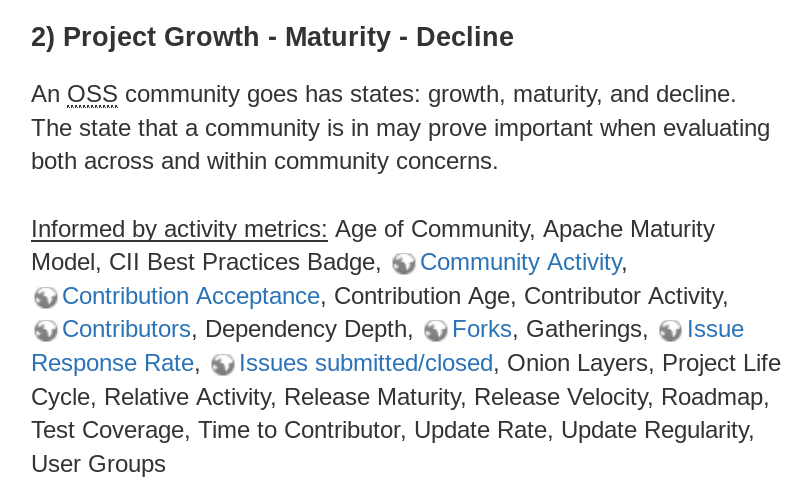 2) Project Growth - Maturity - Decline
An OSS community goes has states: growth, maturity, and decline.
The state that a community is in may prove important when evaluating
both across and within community concerns.
Informed by activity metrics: Age of Community, Apache Maturity
Model, CII Best Practices Badge, Community Activity,
Contribution Acceptance, Contribution Age, Contributor Activity,
Contributors, Dependency Depth, Forks, Gatherings, Issue
Response Rate, Issues submitted/closed, Onion Layers, Project Life
Cycle, Relative Activity, Release Maturity, Release Velocity, Roadmap,
Test Coverage, Time to Contributor, Update Rate, Update Regularity,
User Groups